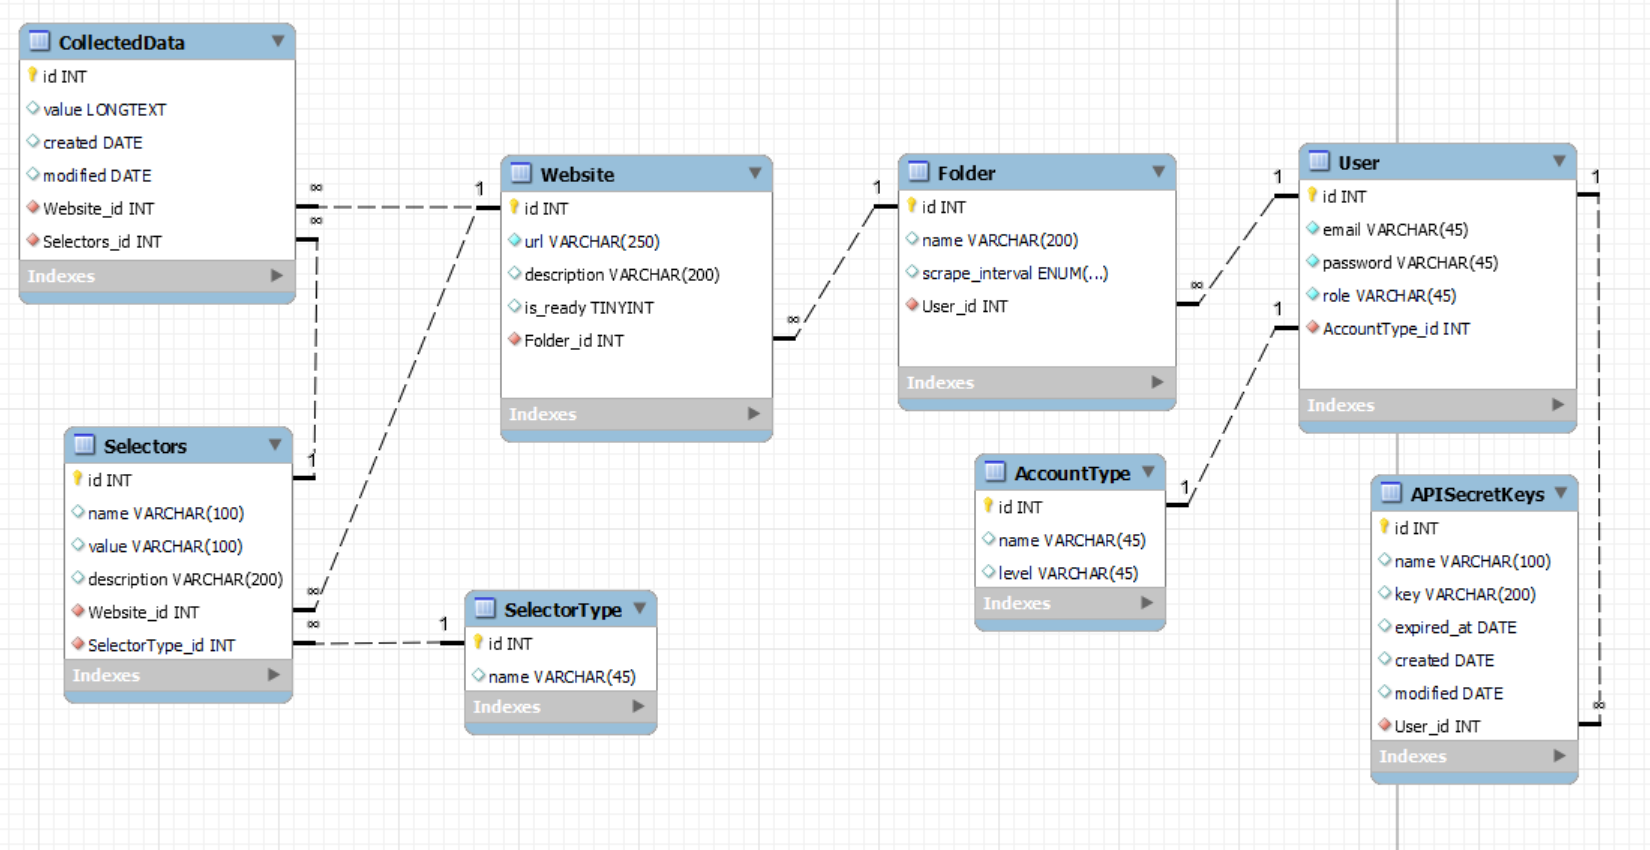 CollectedData
id INT
value LONGTEXT
created DATE
modified DATE
Website_id INT
Selectors_id INT
Indexes
∞
∞
1
Website
id INT
url VARCHAR(250)
description VARCHAR(200)
is_ready TINYINT
Folder_id INT
Indexes
∞
1
Folder
id INT
name VARCHAR(200)
scrape_interval ENUM(...)
User_id INT
Indexes
∞
1
1
User
id INT
email VARCHAR(45)
password VARCHAR(45)
role VARCHAR(45)
AccountType_id INT
Indexes
1
1
Selectors
id INT
name VARCHAR(100)
value VARCHAR(100)
description VARCHAR(200)
Website_id INT
SelectorType_id INT
Indexes
∞
∞
1
SelectorType
id INT
name VARCHAR(45)
Indexes
AccountType
id INT
name VARCHAR(45)
level VARCHAR(45)
Indexes
1
APISecretKeys
id INT
name VARCHAR(100)
key VARCHAR(200)
expired_at DATE
created DATE
modified DATE
User_id INT
Indexes
∞